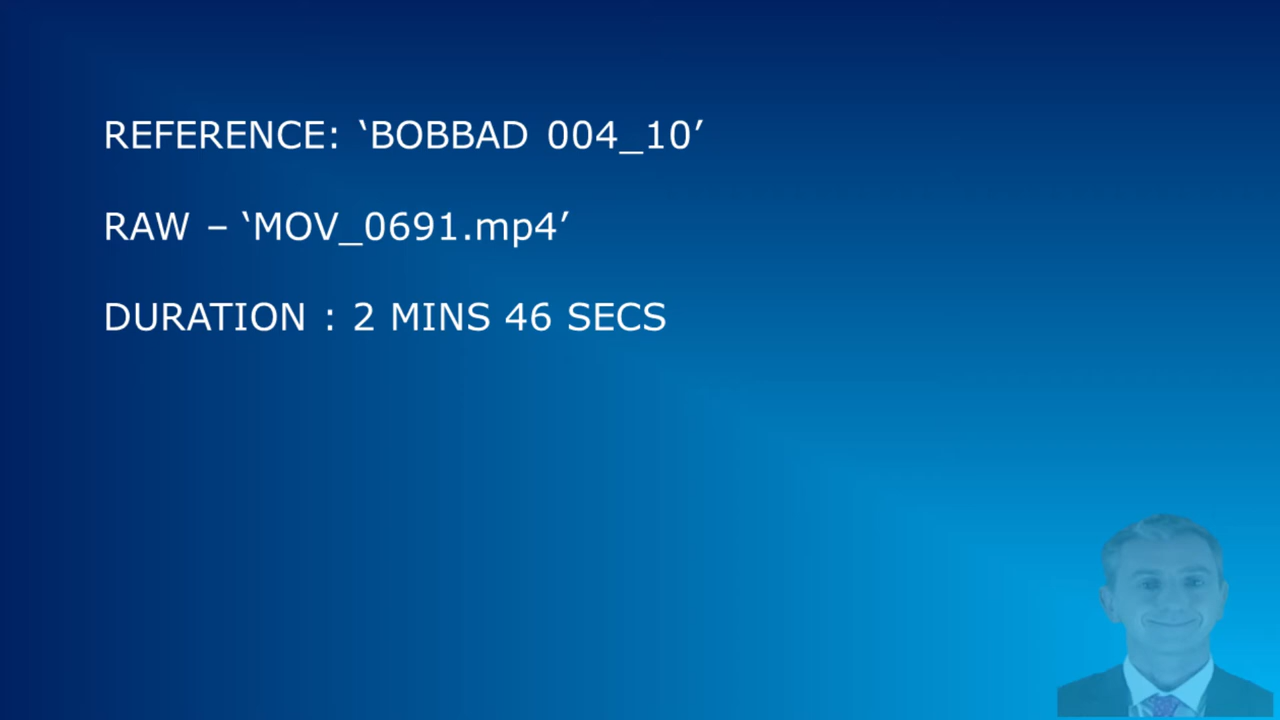 REFERENCE: ‘BOBBAD 004_10’
RAW – ‘MOV_0691.mp4’
DURATION : 2 MINS 46 SECS